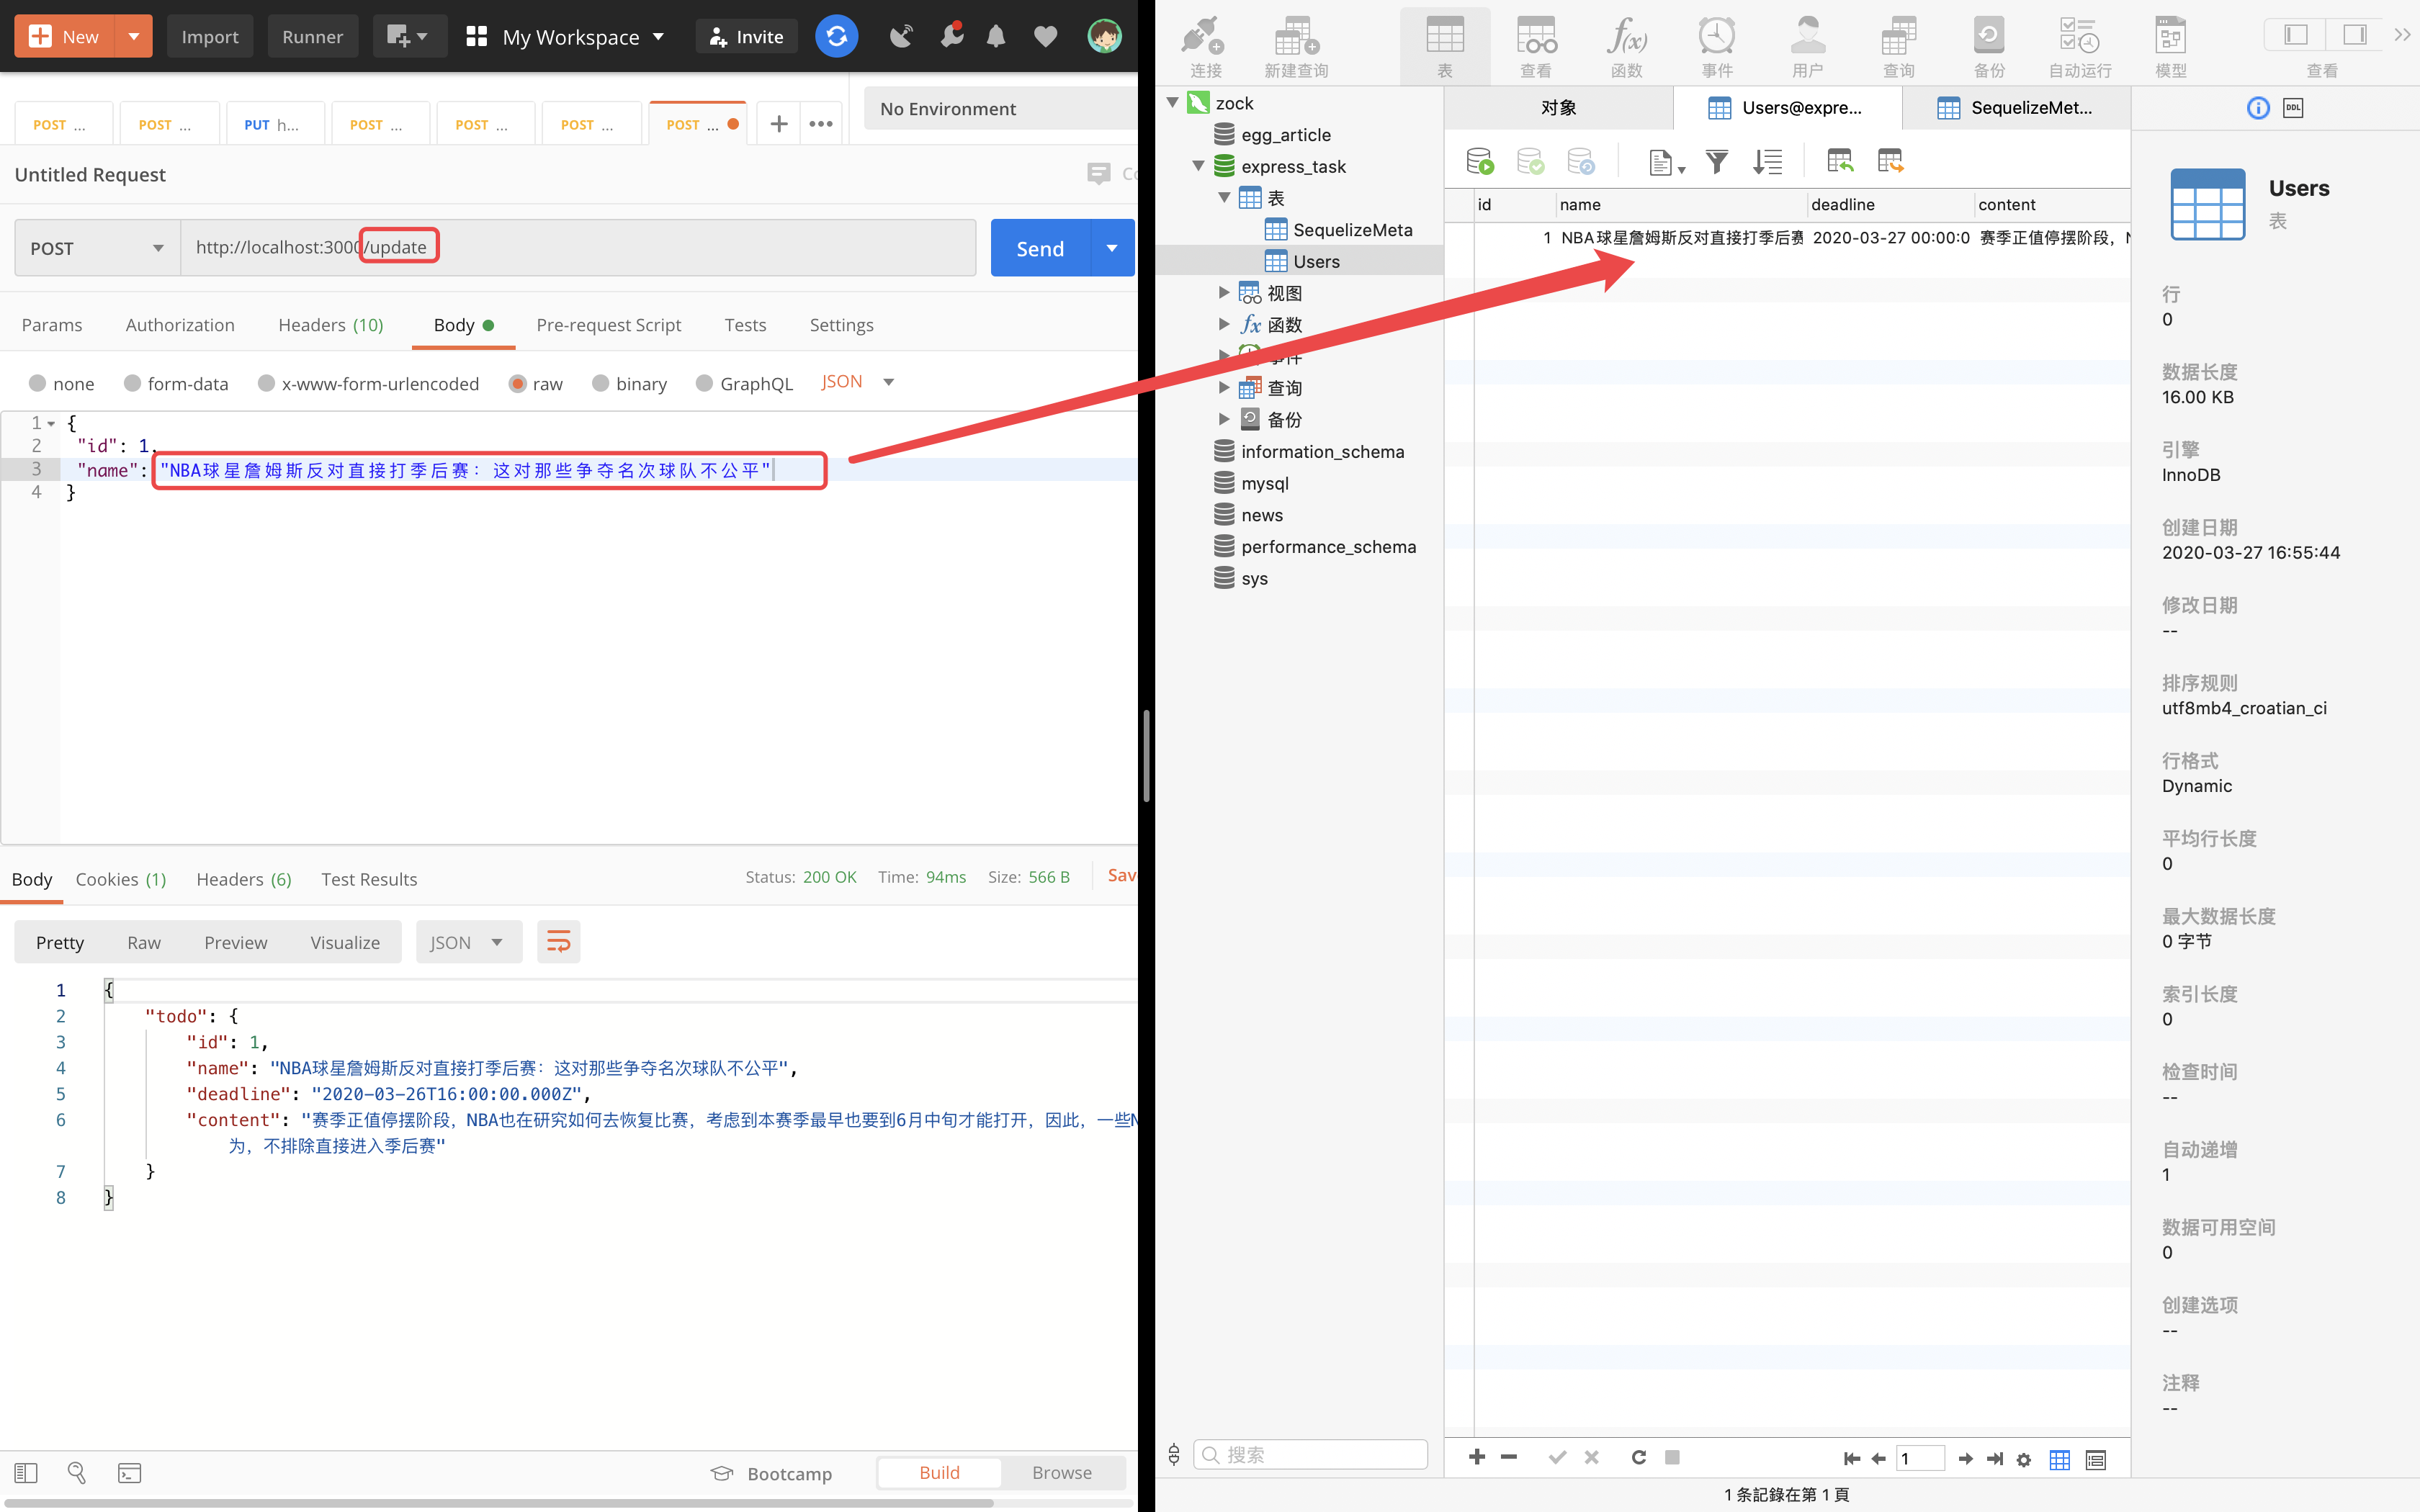 New Import Runner My Workspace Invite
POST ... POST ... PUT h... POST ... POST ... POST ... POST ... ••• No Environment
Untitled Request
POST http://localhost:3000/update Send
Params Authorization Headers (10) Body Pre-request Script Tests Settings
none form-data x-www-form-urlencoded raw binary GraphQL JSON
1 {
2 "id": 1,
3 "name": "NBA球星詹姆斯反对直接打季后赛：这对那些争夺名次球队不公平"
4 }
Body Cookies (1) Headers (6) Test Results Status: 200 OK Time: 94ms Size: 566 B Sav
Pretty Raw Preview Visualize JSON
1 {
2 "todo": {
3 "id": 1,
4 "name": "NBA球星詹姆斯反对直接打季后赛：这对那些争夺名次球队不公平",
5 "deadline": "2020-03-26T16:00:00.000Z",
6 "content": "赛季正值停摆阶段，NBA也在研究如何去恢复比赛，考虑到本赛季最早也要到6月中旬才能打开，因此，一些N
为，不排除直接进入季后赛"
7 }
8 }
Bootcamp Build Browse
连接 新建查询 表 查看 函数 事件 用户 查询 备份 自动运行 模型 查看
zock
egg_article
express_task
表
SequelizeMeta
Users
视图
函数
事件
查询
备份
information_schema
mysql
news
performance_schema
sys
搜索
对象 Users@expre... SequelizeMet...
id name deadline content
1 NBA球星詹姆斯反对直接打季后赛 2020-03-27 00:00:0 赛季正值停摆阶段，N
1
1 条記錄在第 1 頁
DDL
Users
表
行
0
数据长度
16.00 KB
引擎
InnoDB
创建日期
2020-03-27 16:55:44
修改日期
--
排序规则
utf8mb4_croatian_ci
行格式
Dynamic
平均行长度
0
最大数据长度
0 字节
索引长度
0
检查时间
--
自动递增
1
数据可用空间
0
创建选项
--
注释
--